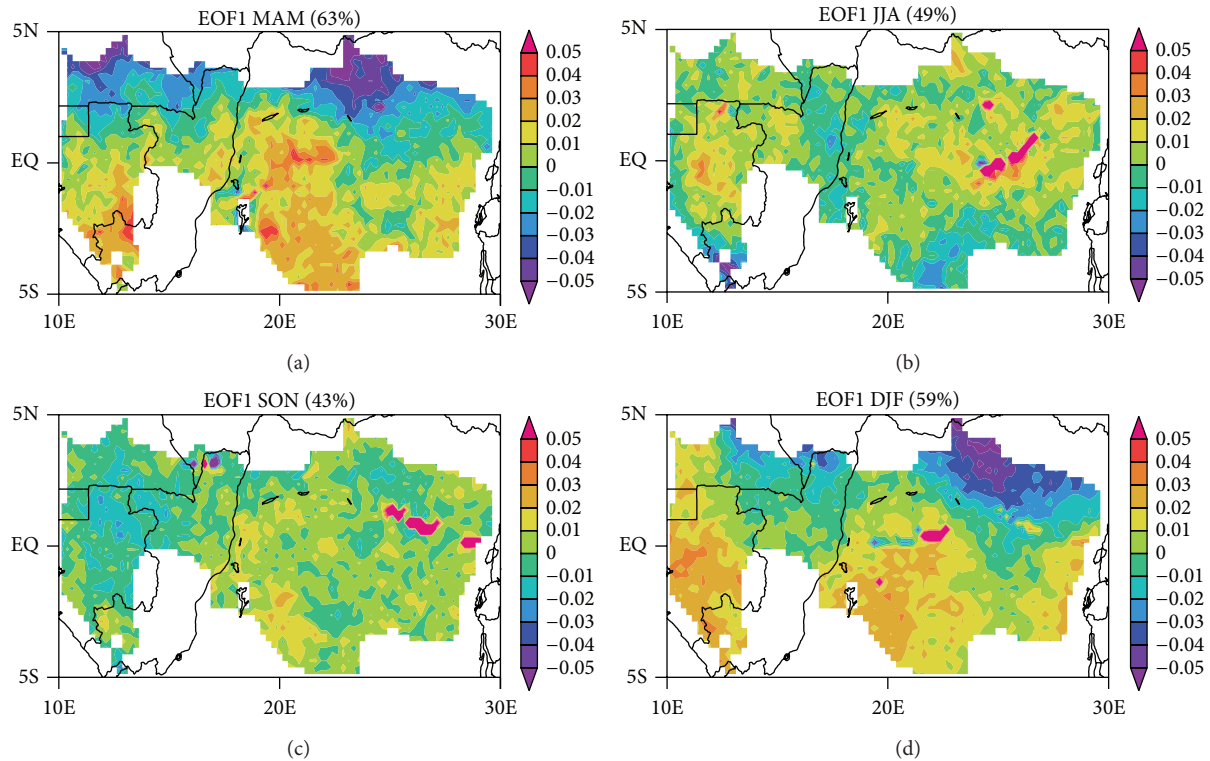 EOF1 MAM (63%)
5N
EQ
5S
10E
20E
30E
0.05
0.04
0.03
0.02
0.01
0
−0.01
−0.02
−0.03
−0.04
−0.05
(a)
EOF1 JJA (49%)
5N
EQ
5S
10E
20E
30E
0.05
0.04
0.03
0.02
0.01
0
−0.01
−0.02
−0.03
−0.04
−0.05
(b)
EOF1 SON (43%)
5N
EQ
5S
10E
20E
30E
0.05
0.04
0.03
0.02
0.01
0
−0.01
−0.02
−0.03
−0.04
−0.05
(c)
EOF1 DJF (59%)
5N
EQ
5S
10E
20E
30E
0.05
0.04
0.03
0.02
0.01
0
−0.01
−0.02
−0.03
−0.04
−0.05
(d)